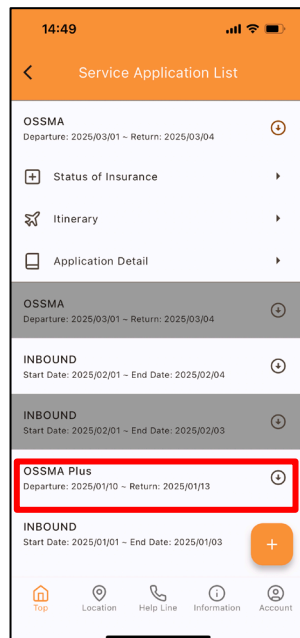 14:49
Service Application List
OSSMA
Departure: 2025/03/01 ~ Return: 2025/03/04
Status of Insurance
Itinerary
Application Detail
OSSMA
Departure: 2025/03/01 ~ Return: 2025/03/04
INBOUND
Start Date: 2025/02/01 ~ End Date: 2025/02/04
INBOUND
Start Date: 2025/02/01 ~ End Date: 2025/02/03
OSSMA Plus
Departure: 2025/01/10 ~ Return: 2025/01/13
INBOUND
Start Date: 2025/01/01 ~ End Date: 2025/01/03
+
Top Location Help Line Information Account